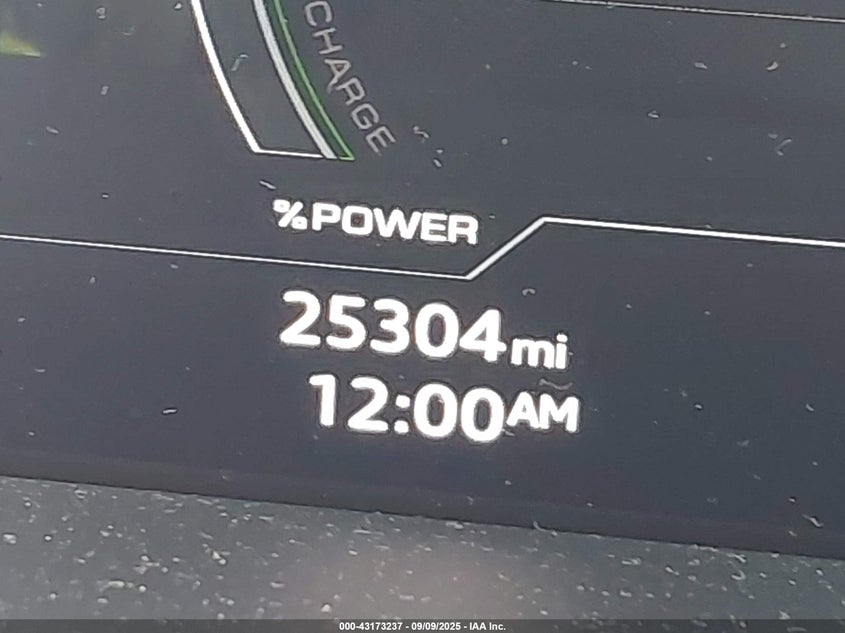 CHARGE
%POWER
25304mi
12:00AM
000-43173237 - 09/09/2025 - IAA Inc.